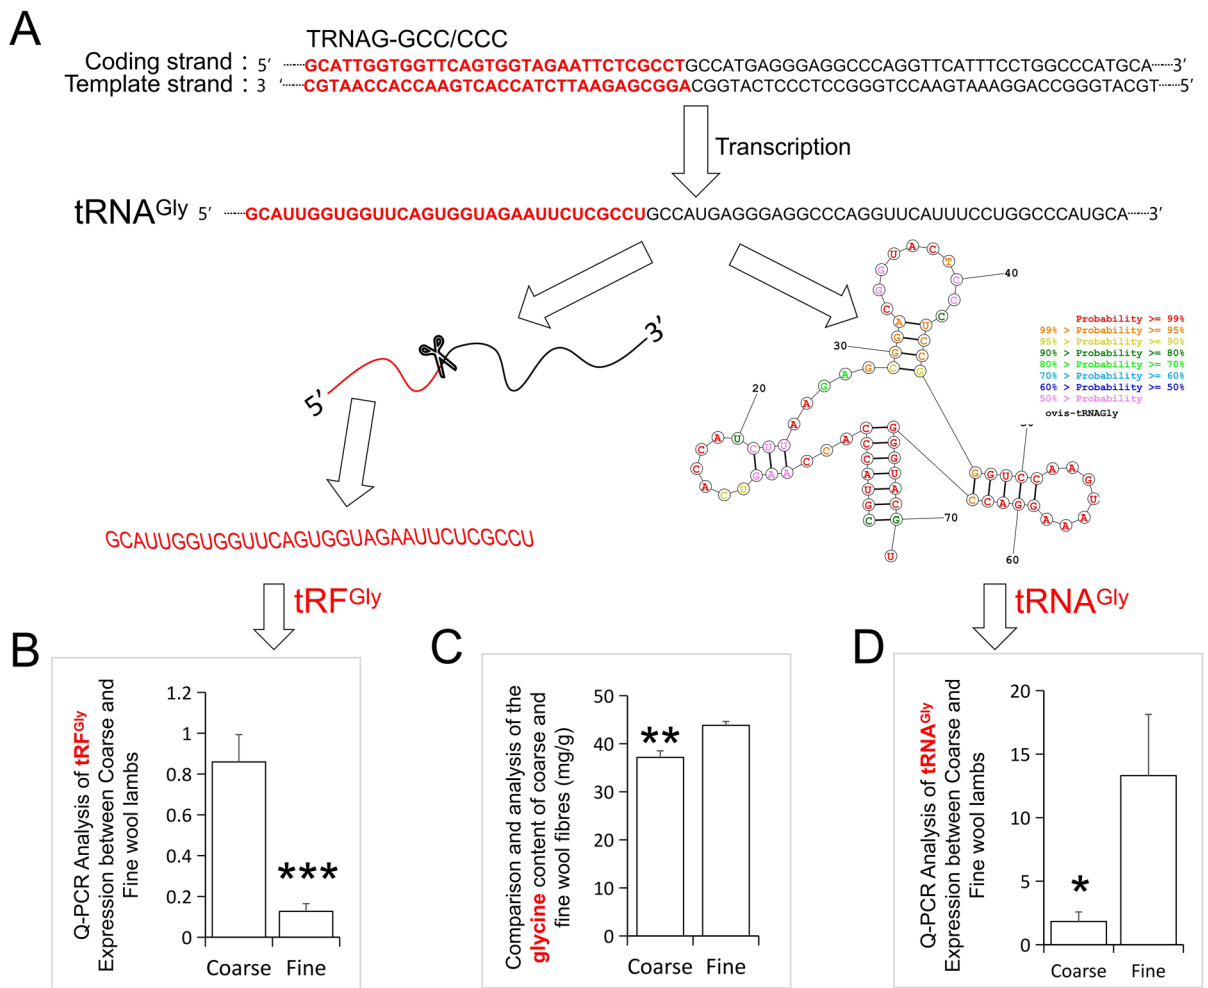 A
TRNAG-GCC/CCC
Coding strand : 5′ GCATTGGTGGTTCAGTGGTAGAATTCTCGCCTGCCATGAGGGAGGCCCAGGTTCATTTCCTGGCCCATGCA 3′
Template strand : 3 ‘ CGTAACCACCAAGTCACCATCTTAAGAGCGGACGGTACTCCCTCCGGGTCCAAGTAAAGGACCGGGTACGT 5′
Transcription
tRNAGly 5′ GCAUUGGUGGUUCAGUGGUAGAAUUCUCGCCUGCCAUGAGGGAGGCCCAGGUUCAUUUCCUGGCCCAUGCA 3′
5′
3′
GCAUUGGUGGUUCAGUGGUAGAAUUCUCGCCU
20
30
40
60
70
Probability >= 99%
99% > Probability >= 95%
95% > Probability >= 90%
90% > Probability >= 80%
80% > Probability >= 70%
70% > Probability >= 60%
60% > Probability >= 50%
50% > Probability
ovis-tRNAGly
tRFGly
tRNAGly
B
Q-PCR Analysis of tRFGly
Expression between Coarse and
Fine wool lambs
1.2
1
0.8
0.6
0.4
0.2
0
***
Coarse Fine
C
Comparison and analysis of the
glycine content of coarse and
fine wool fibres (mg/g)
50
40
30
20
10
0
**
Coarse Fine
D
Q-PCR Analysis of tRNAGly
Expression between Coarse and
Fine wool lambs
20
15
10
5
0
*
Coarse Fine